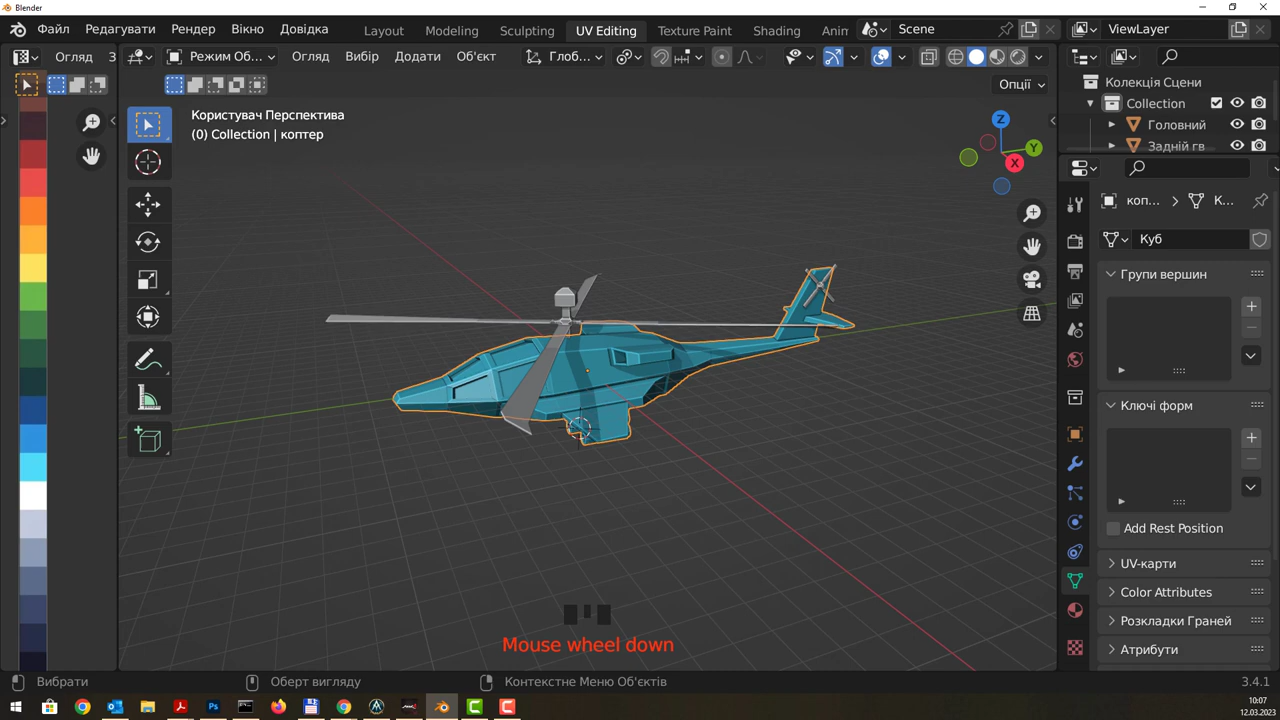 Blender
Файл Редагувати Рендер Вікно Довідка Layout Modeling Sculpting UV Editing Texture Paint Shading Anin Scene ViewLayer
Огляд З Режим Об... Огляд Вибір Додати Об'єкт Глоб...
Опції
Користувач Перспектива
(0) Collection | коптер
Z
Y
X
Колекція Сцени
Collection
Головний
Задній гв
коп... К...
Куб
Групи вершин
Ключі форм
Add Rest Position
UV-карти
Color Attributes
Розкладки Граней
Атрибути
Mouse wheel down
Вибрати Оберт вигляду Контекстне Меню Об'єктів 3.4.1
10:07
12.03.2023